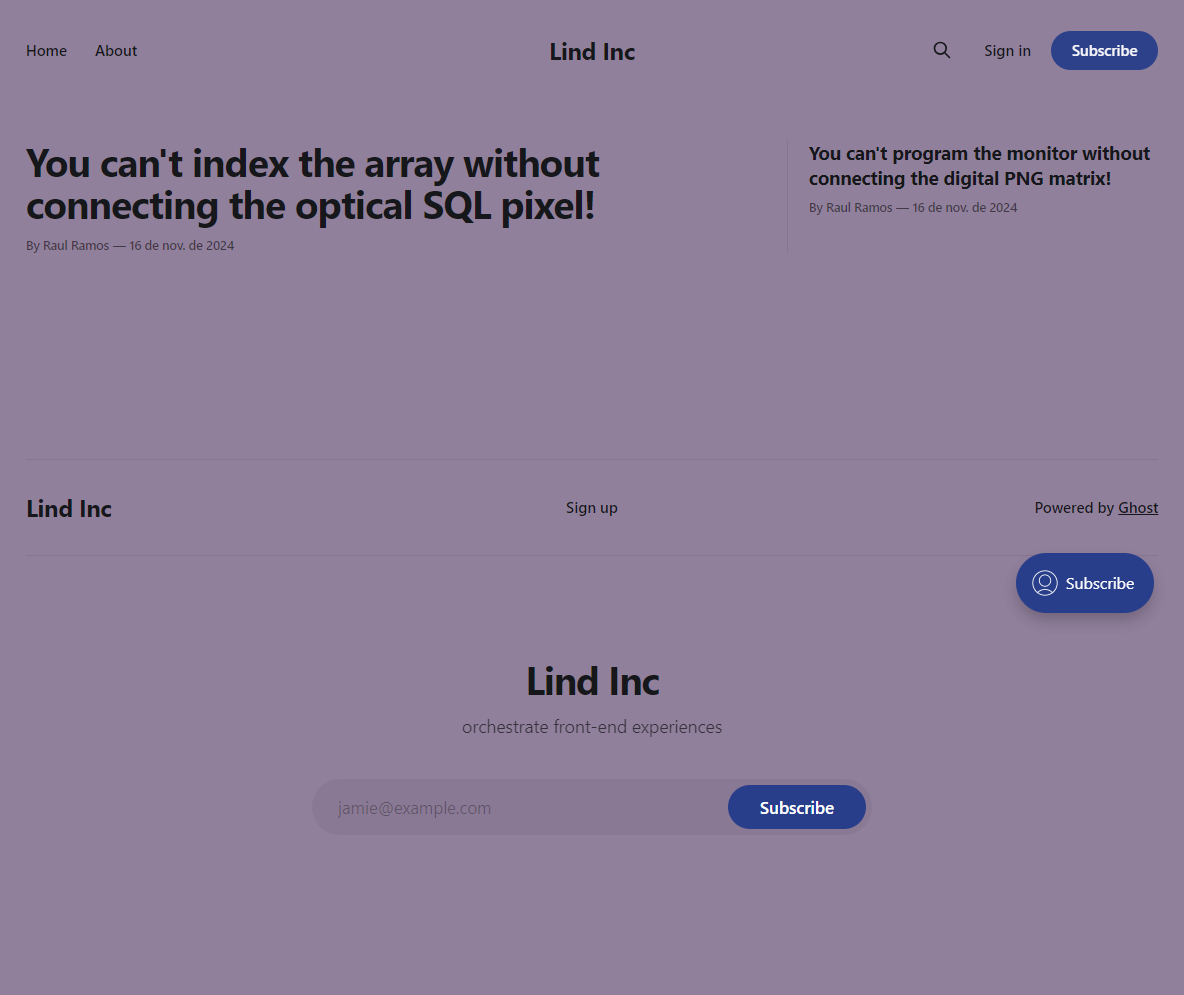 Home
About
Lind Inc
Sign in
Subscribe
You can't index the array without
connecting the optical SQL pixel!
By Raul Ramos — 16 de nov. de 2024
You can't program the monitor without
connecting the digital PNG matrix!
By Raul Ramos — 16 de nov. de 2024
Lind Inc
Sign up
Powered by Ghost
Subscribe
Lind Inc
orchestrate front-end experiences
jamie@example.com
Subscribe